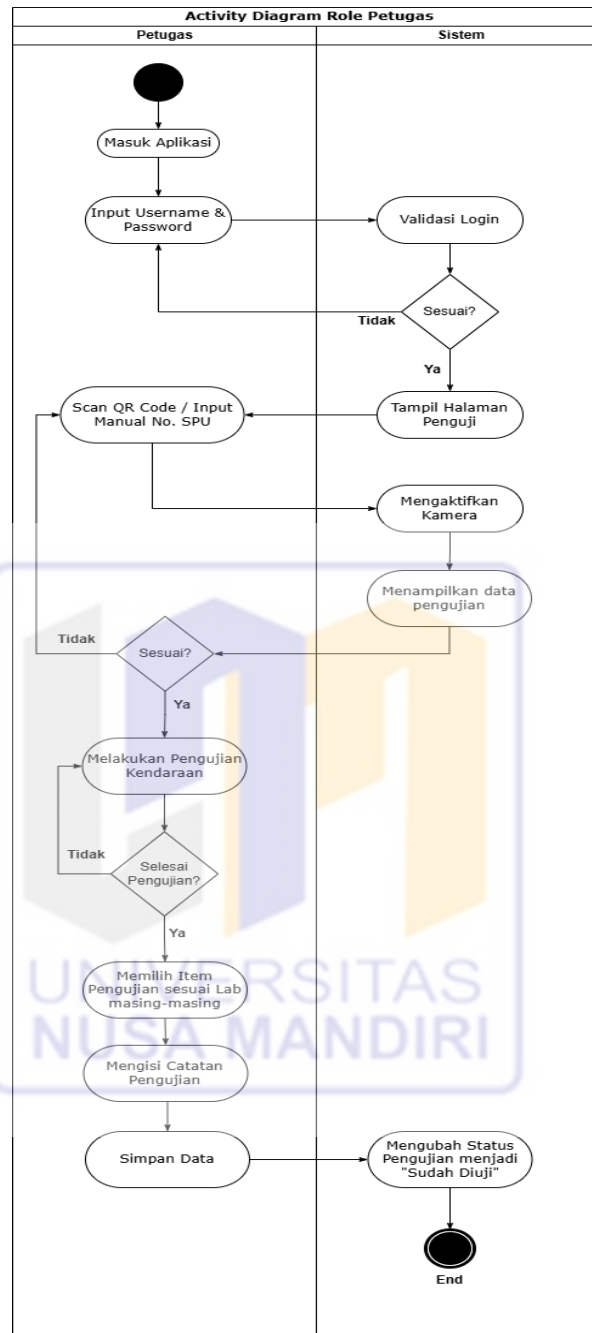 Activity Diagram Role Petugas
Petugas
Sistem
Masuk Aplikasi
Input Username &
Password
Validasi Login
Sesuai?
Tidak
Ya
Scan QR Code / Input
Manual No. SPU
Tampil Halaman
Penguji
Mengaktifkan
Kamera
Menampilkan data
pengujian
Tidak
Sesuai?
Ya
Melakukan Pengujian
Kendaraan
Tidak
Selesai
Pengujian?
Ya
Memilih Item
Pengujian sesuai Lab
masing-masing
UNIVERSITAS
NUSA MANDIRI
Mengisi Catatan
Pengujian
Simpan Data
Mengubah Status
Pengujian menjadi
"Sudah Diuji"
End